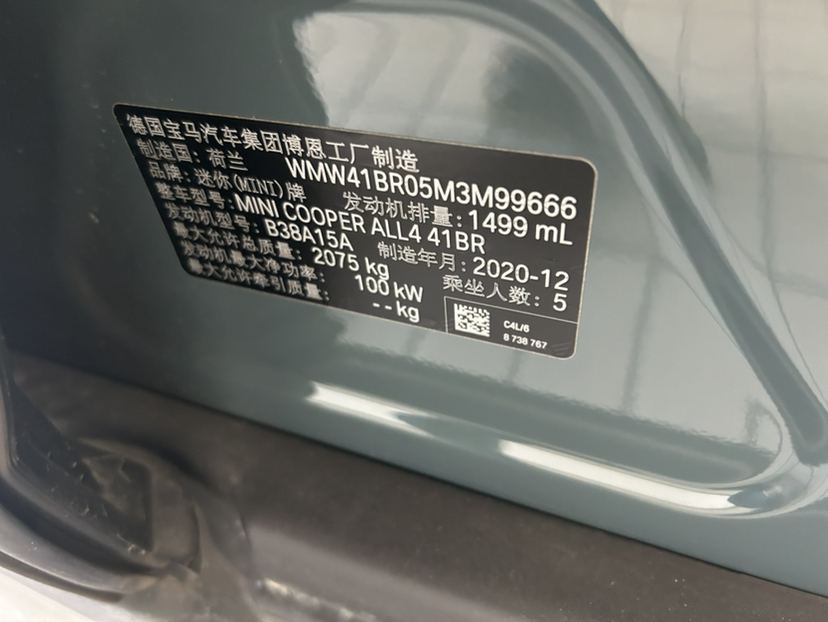 德国宝马汽车集团博恩工厂制造
制造国：荷兰 WMW41BR05M3M99666
品牌：迷你(MINI)牌 发动机排量：1499 mL
整车型号：MINI COOPER ALL4 41BR
发动机型号：B38A15A 制造年月：2020-12
最大允许总质量：2075 kg 乘坐人数：5
发动机最大净功率：100 kW
最大允许牵引质量：--kg
C4L/6
8 738 767